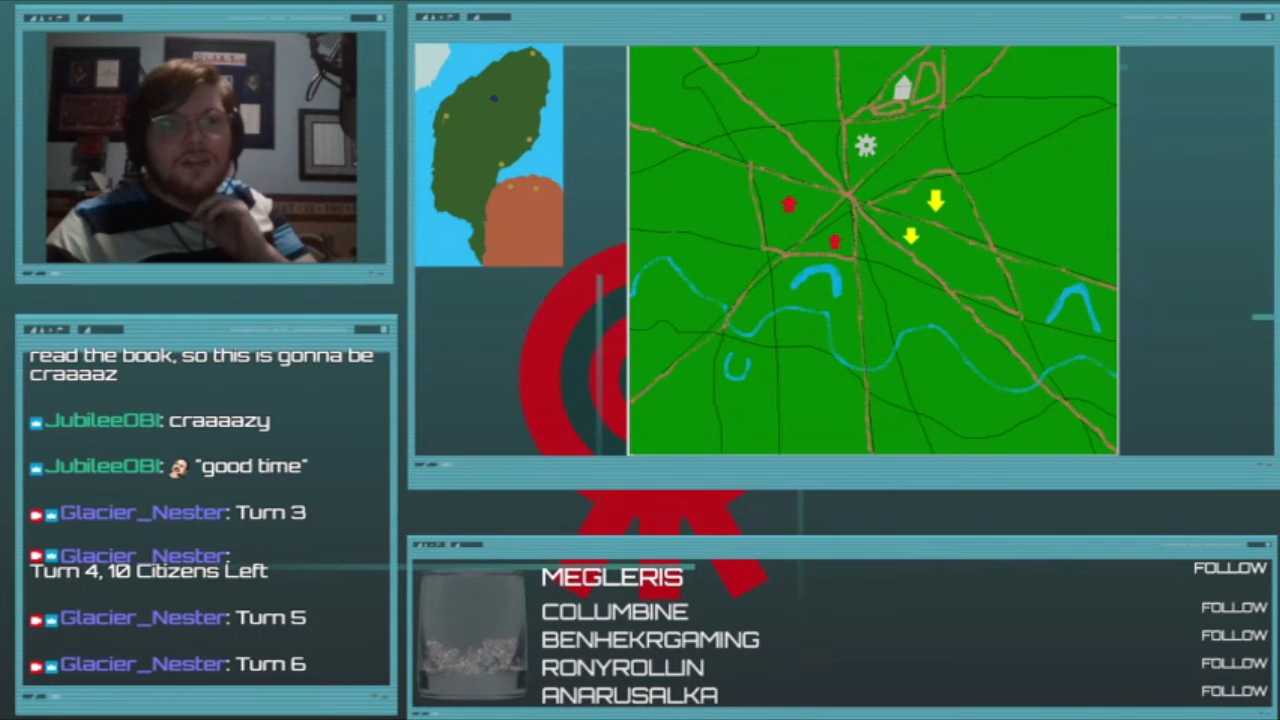 read the book, so this is gonna be
craaaaz
JubileeOBI: craaaazy
JubileeOBI: "good time"
Glacier_Nester: Turn 3
Glacier_Nester:
Turn 4, 10 Citizens Left
Glacier_Nester: Turn 5
Glacier_Nester: Turn 6
MEGLERIS FOLLOW
COLUMBINE FOLLOW
BENHEKRGAMING FOLLOW
RONYROLLIN FOLLOW
ANARUSALKA FOLLOW